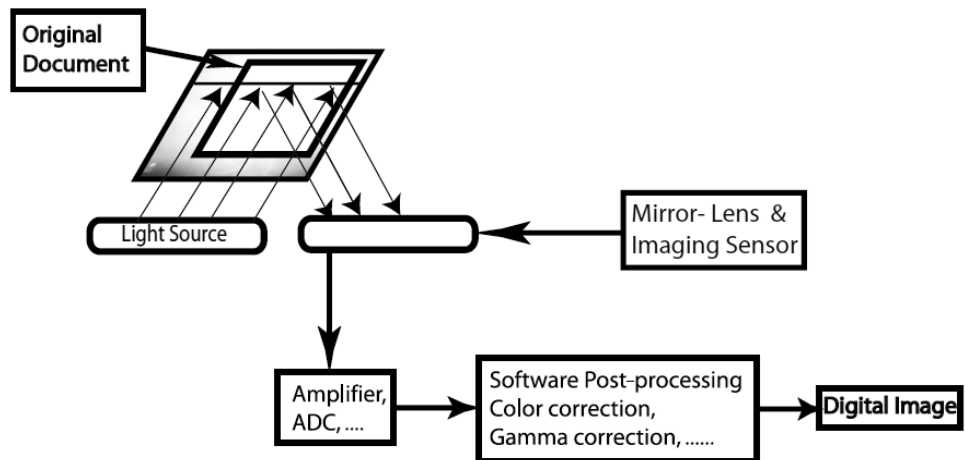 Original
Document
Light Source
Mirror- Lens &
Imaging Sensor
Amplifier,
ADC, ....
Software Post-processing
Color correction,
Gamma correction, ......
Digital Image